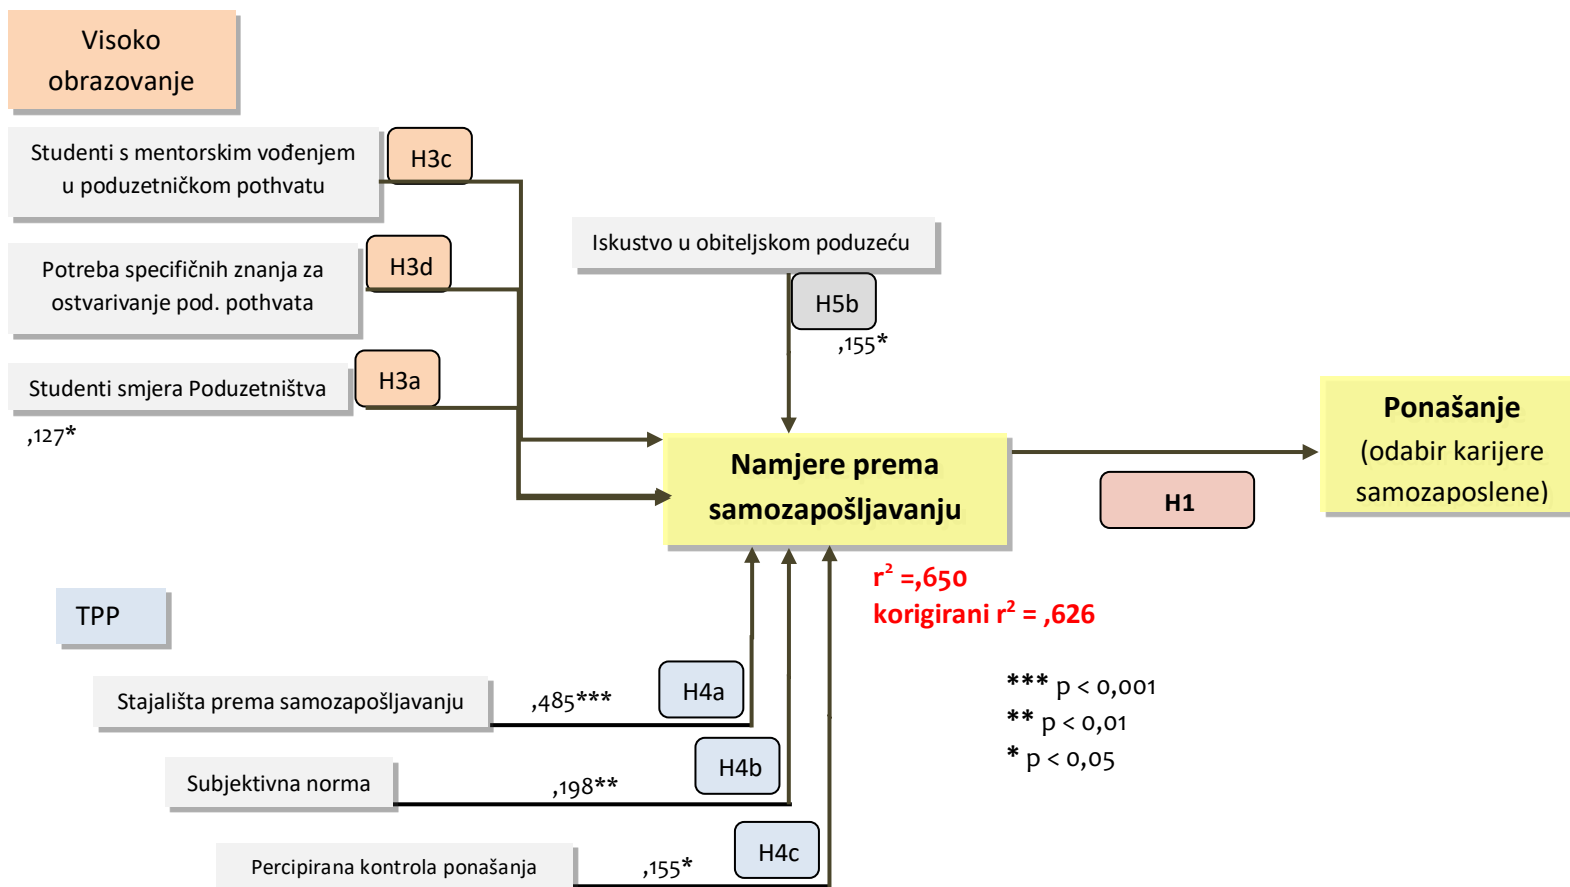 Visoko
obrazovanje
Studenti s mentorskim vođenjem
u poduzetničkom pothvatu
H3c
Potreba specifičnih znanja za
ostvarivanje pod. pothvata
H3d
Studenti smjera Poduzetništva
H3a
,127*
Iskustvo u obiteljskom poduzeću
H5b
,155*
Namjere prema
samozapošljavanju
H1
Ponašanje
(odabir karijere
samozaposlene)
r² =,650
korigirani r² = ,626
TPP
Stajališta prema samozapošljavanju
,485***
H4a
Subjektivna norma
,198**
H4b
Percipirana kontrola ponašanja
,155*
H4c
*** p < 0,001
** p < 0,01
* p < 0,05